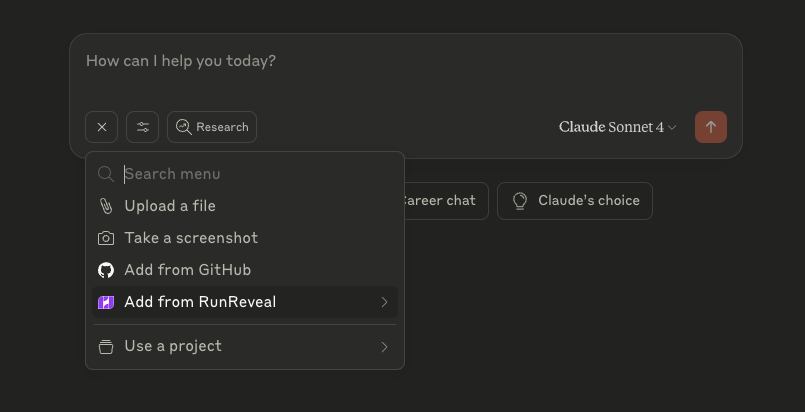 How can I help you today?
Research
Claude Sonnet 4
Search menu
Upload a file
Take a screenshot
Add from GitHub
Add from RunReveal
Use a project
Career chat
Claude's choice